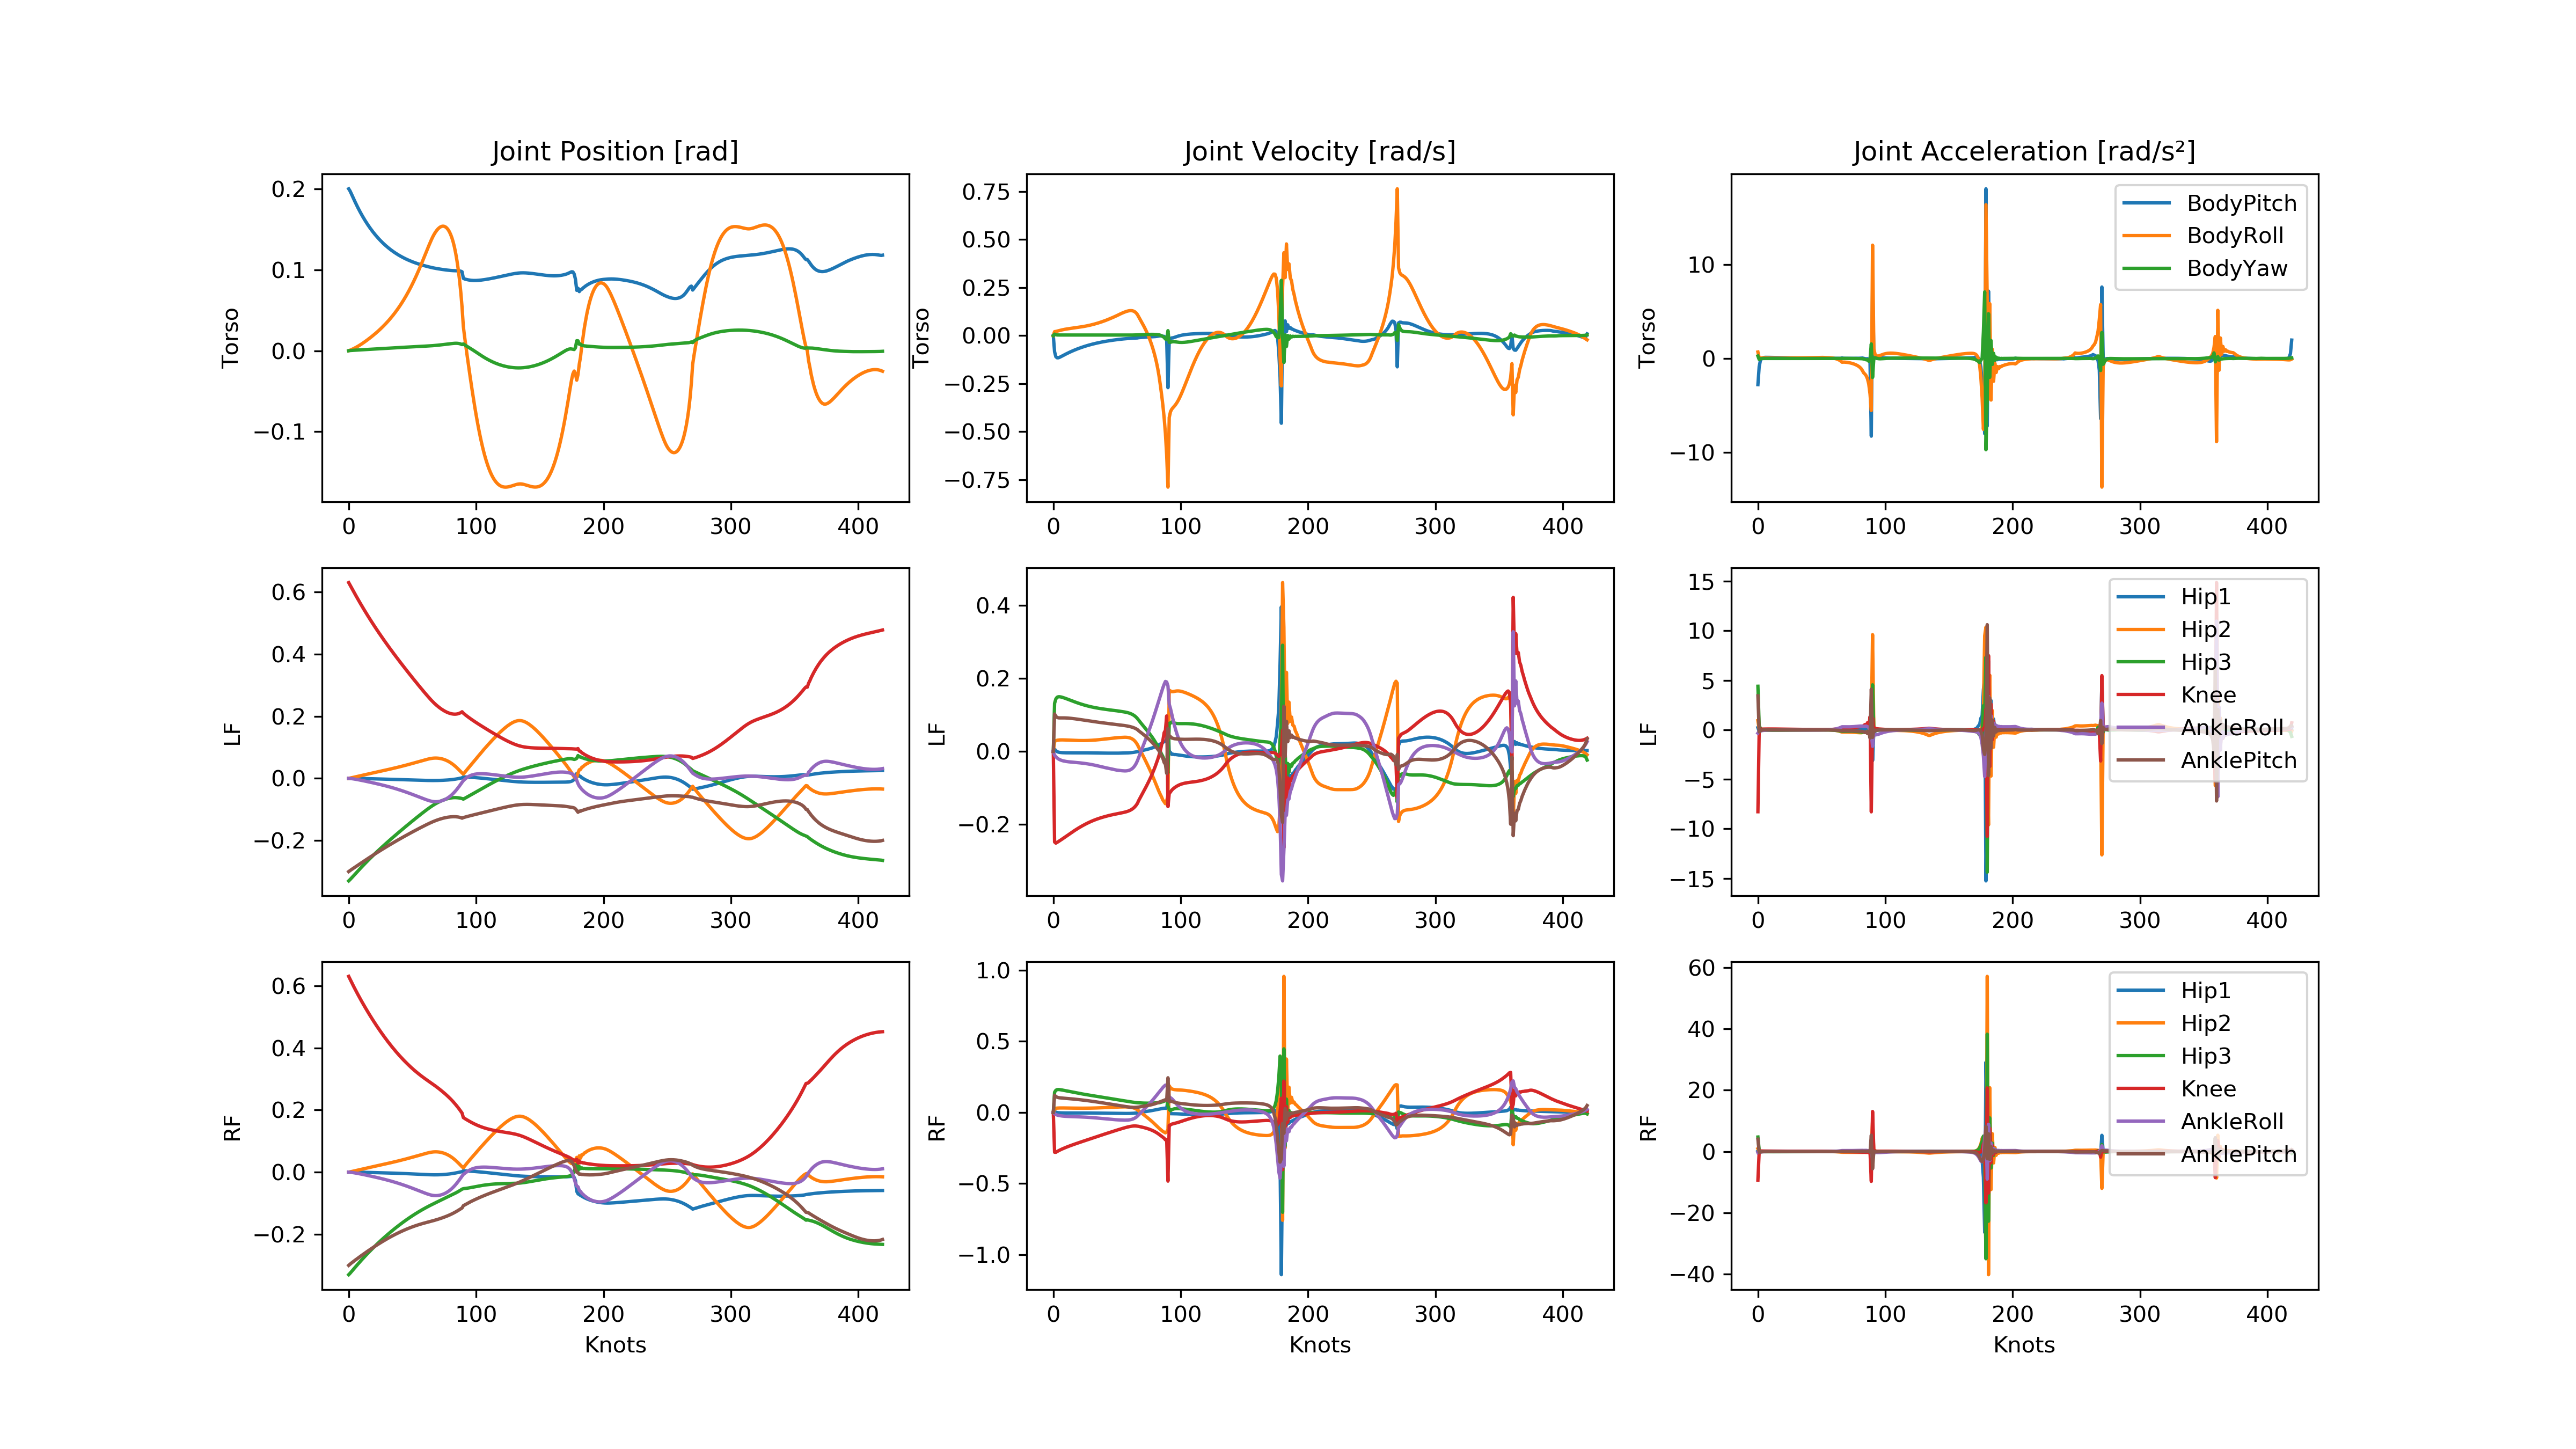 Joint Position [rad]
Joint Velocity [rad/s]
Joint Acceleration [rad/s²]
Torso
0.2
0.1
0.0
−0.1
0 100 200 300 400
Torso
0.75
0.50
0.25
0.00
−0.25
−0.50
−0.75
0 100 200 300 400
Torso
10
0
−10
0 100 200 300 400
BodyPitch
BodyRoll
BodyYaw
LF
0.6
0.4
0.2
0.0
−0.2
0 100 200 300 400
LF
0.4
0.2
0.0
−0.2
0 100 200 300 400
LF
15
10
5
0
−5
−10
−15
0 100 200 300 400
Hip1
Hip2
Hip3
Knee
AnkleRoll
AnklePitch
RF
0.6
0.4
0.2
0.0
−0.2
0 100 200 300 400
Knots
RF
1.0
0.5
0.0
−0.5
−1.0
0 100 200 300 400
Knots
RF
60
40
20
0
−20
−40
0 100 200 300 400
Knots
Hip1
Hip2
Hip3
Knee
AnkleRoll
AnklePitch